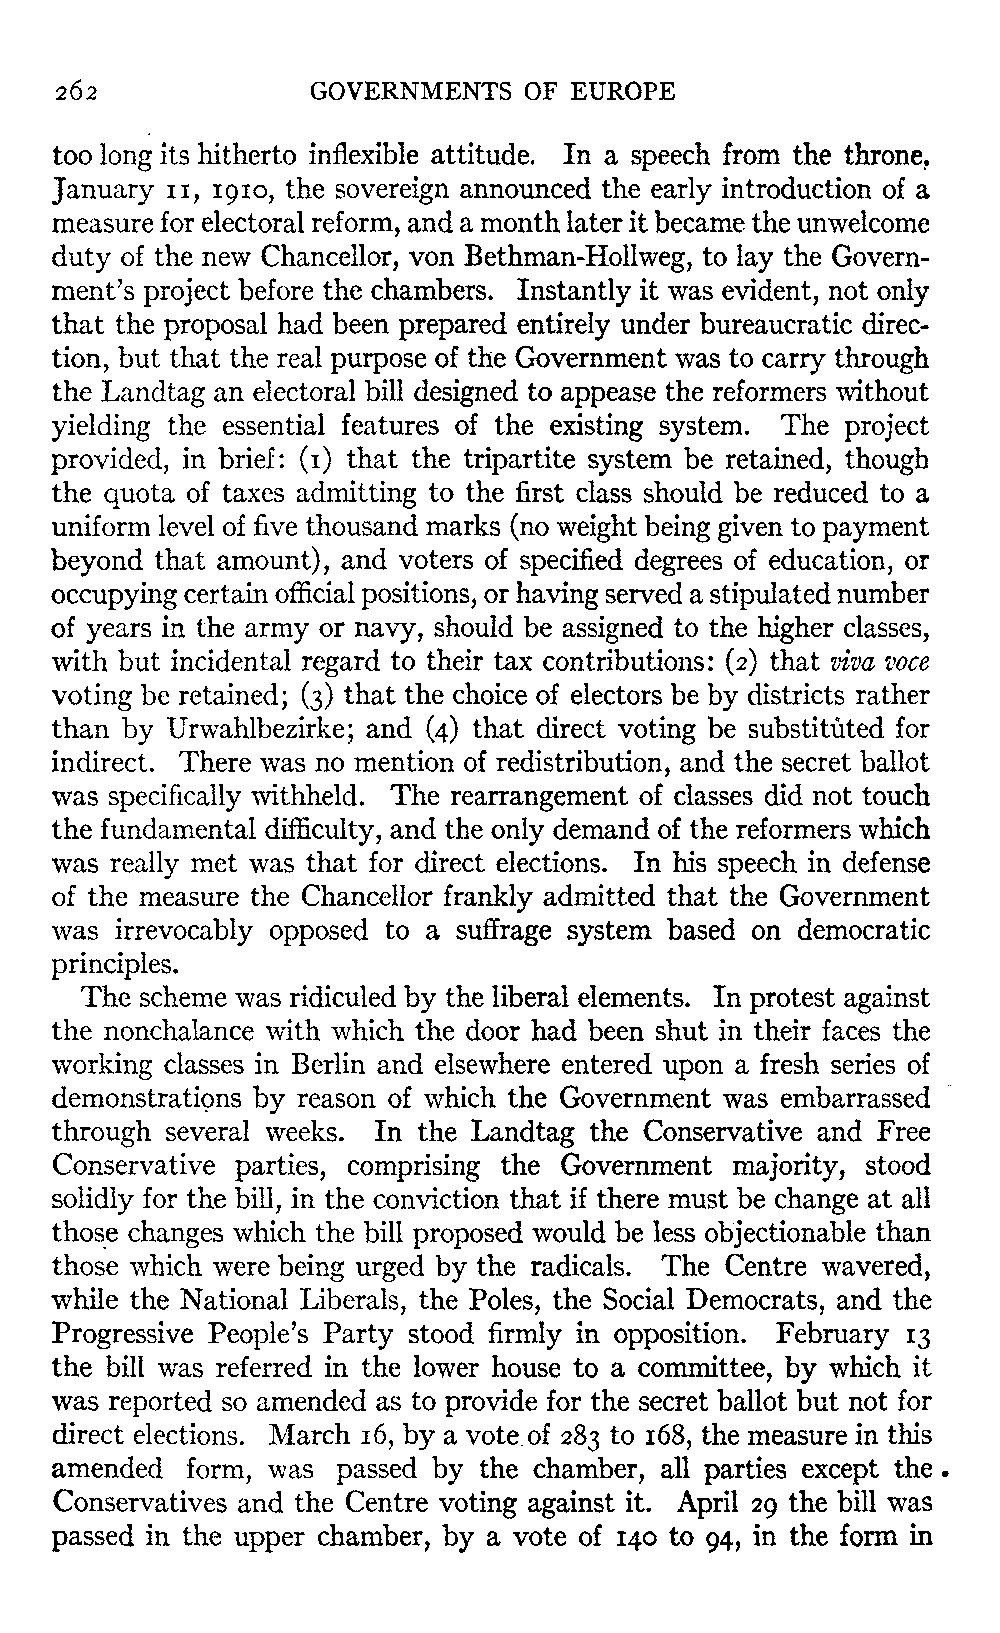 262 GOVERNMENTS OF EUROPE
too long its hitherto inflexible attitude. In a speech from the throne,
January 11, 1910, the sovereign announced the early introduction of a
measure for electoral reform, and a month later it became the unwelcome
duty of the new Chancellor, von Bethman-Hollweg, to lay the Govern-
ment's project before the chambers. Instantly it was evident, not only
that the proposal had been prepared entirely under bureaucratic direc-
tion, but that the real purpose of the Government was to carry through
the Landtag an electoral bill designed to appease the reformers without
yielding the essential features of the existing system. The project
provided, in brief: (1) that the tripartite system be retained, though
the quota of taxes admitting to the first class should be reduced to a
uniform level of five thousand marks (no weight being given to payment
beyond that amount), and voters of specified degrees of education, or
occupying certain official positions, or having served a stipulated number
of years in the army or navy, should be assigned to the higher classes,
with but incidental regard to their tax contributions: (2) that viva voce
voting be retained; (3) that the choice of electors be by districts rather
than by Urwahlbezirke; and (4) that direct voting be substituted for
indirect. There was no mention of redistribution, and the secret ballot
was specifically withheld. The rearrangement of classes did not touch
the fundamental difficulty, and the only demand of the reformers which
was really met was that for direct elections. In his speech in defense
of the measure the Chancellor frankly admitted that the Government
was irrevocably opposed to a suffrage system based on democratic
principles.
The scheme was ridiculed by the liberal elements. In protest against
the nonchalance with which the door had been shut in their faces the
working classes in Berlin and elsewhere entered upon a fresh series of
demonstrations by reason of which the Government was embarrassed
through several weeks. In the Landtag the Conservative and Free
Conservative parties, comprising the Government majority, stood
solidly for the bill, in the conviction that if there must be change at all
those changes which the bill proposed would be less objectionable than
those which were being urged by the radicals. The Centre wavered,
while the National Liberals, the Poles, the Social Democrats, and the
Progressive People's Party stood firmly in opposition. February 13
the bill was referred in the lower house to a committee, by which it
was reported so amended as to provide for the secret ballot but not for
direct elections. March 16, by a vote of 283 to 168, the measure in this
amended form, was passed by the chamber, all parties except the
Conservatives and the Centre voting against it. April 29 the bill was
passed in the upper chamber, by a vote of 140 to 94, in the form in